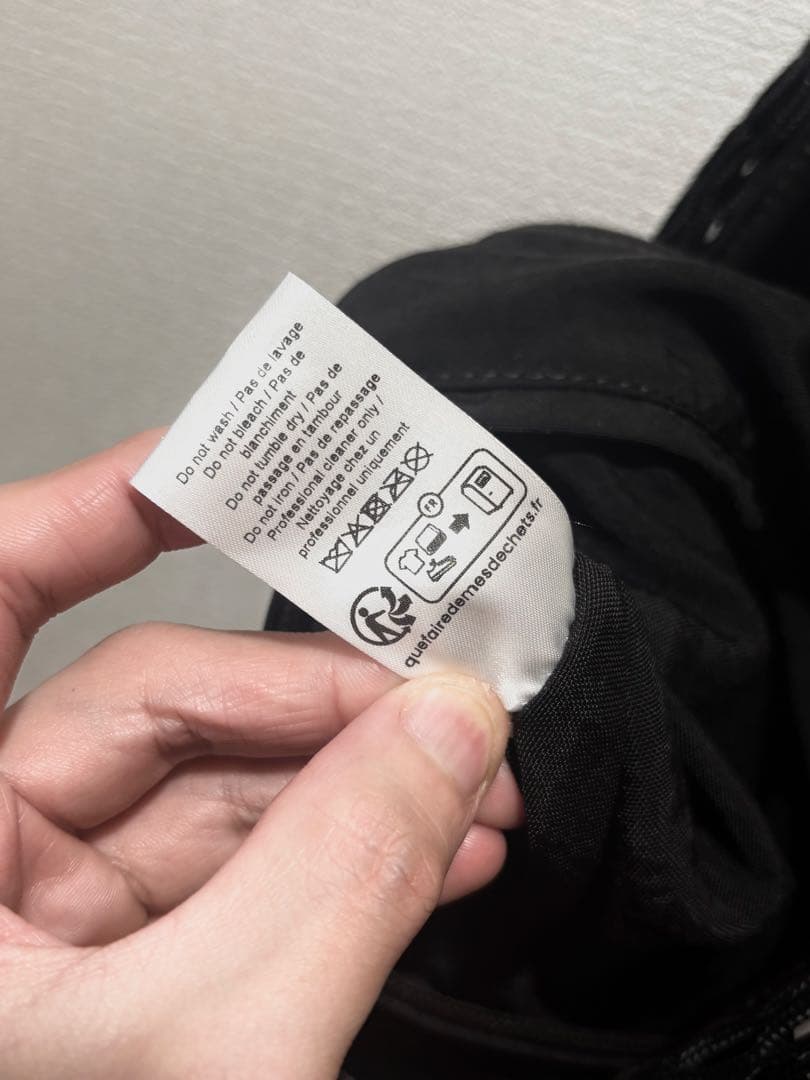 Do not wash / Pas de lavage
Do not bleach / Pas de
blanchiment
Do not tumble dry / Pas de
passage en tambour
Do not iron / Pas de repassage
Professional cleaner only /
Nettoyage chez un
professionnel uniquement
FR
quefairedemesdechets.fr